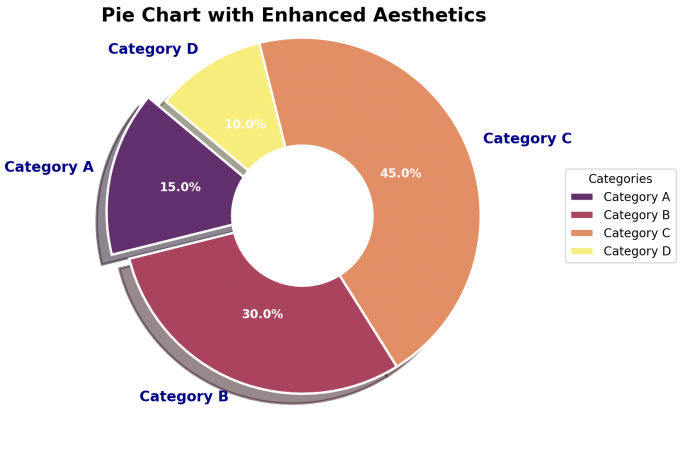 Pie Chart with Enhanced Aesthetics
Category D
Category C
Category A
Category B
10.0%
45.0%
15.0%
30.0%
Categories
Category A
Category B
Category C
Category D